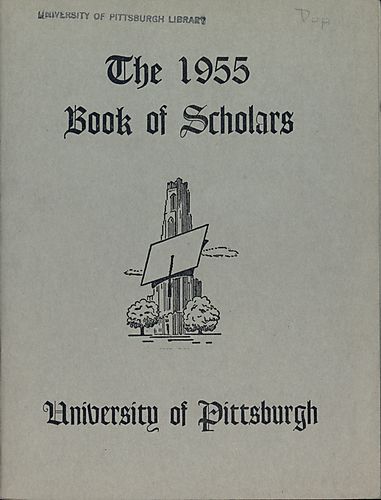 UNIVERSITY OF PITTSBURGH LIBRARY
The 1955
Book of Scholars
University of Pittsburgh